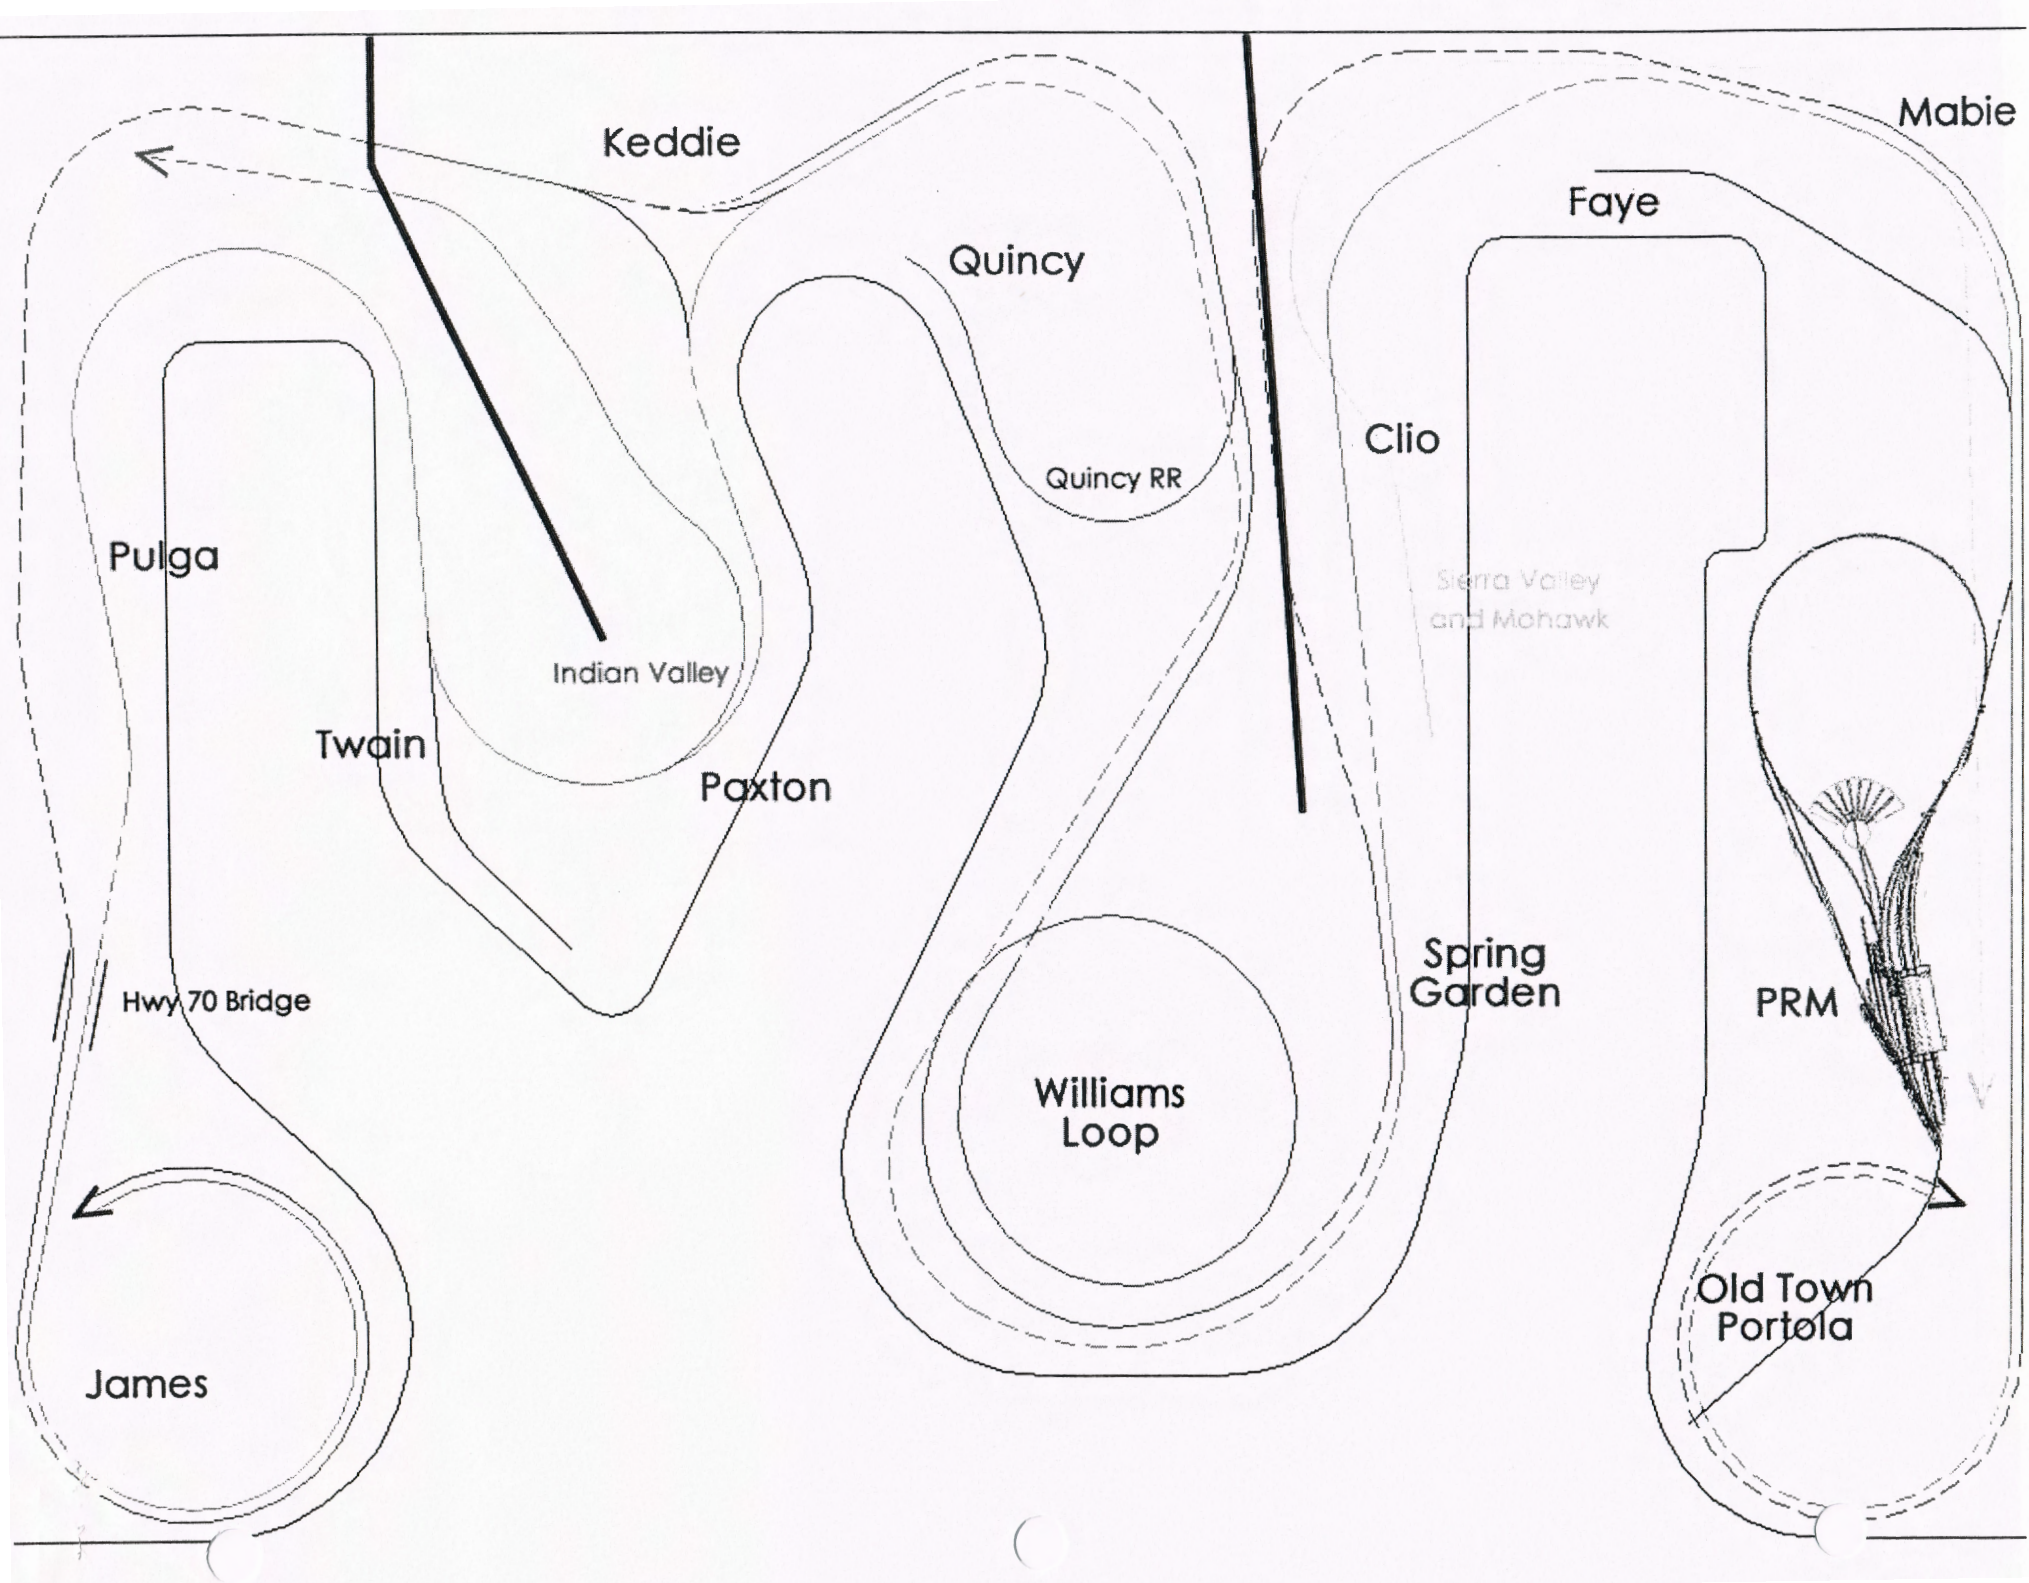 Mabie
Keddie
Faye
Quincy
Clio
Quincy RR
Pulga
Sierra Valley
and Mohawk
Indian Valley
Twain
Paxton
Spring
Garden
Hwy 70 Bridge
PRM
Williams
Loop
Old Town
Portola
James